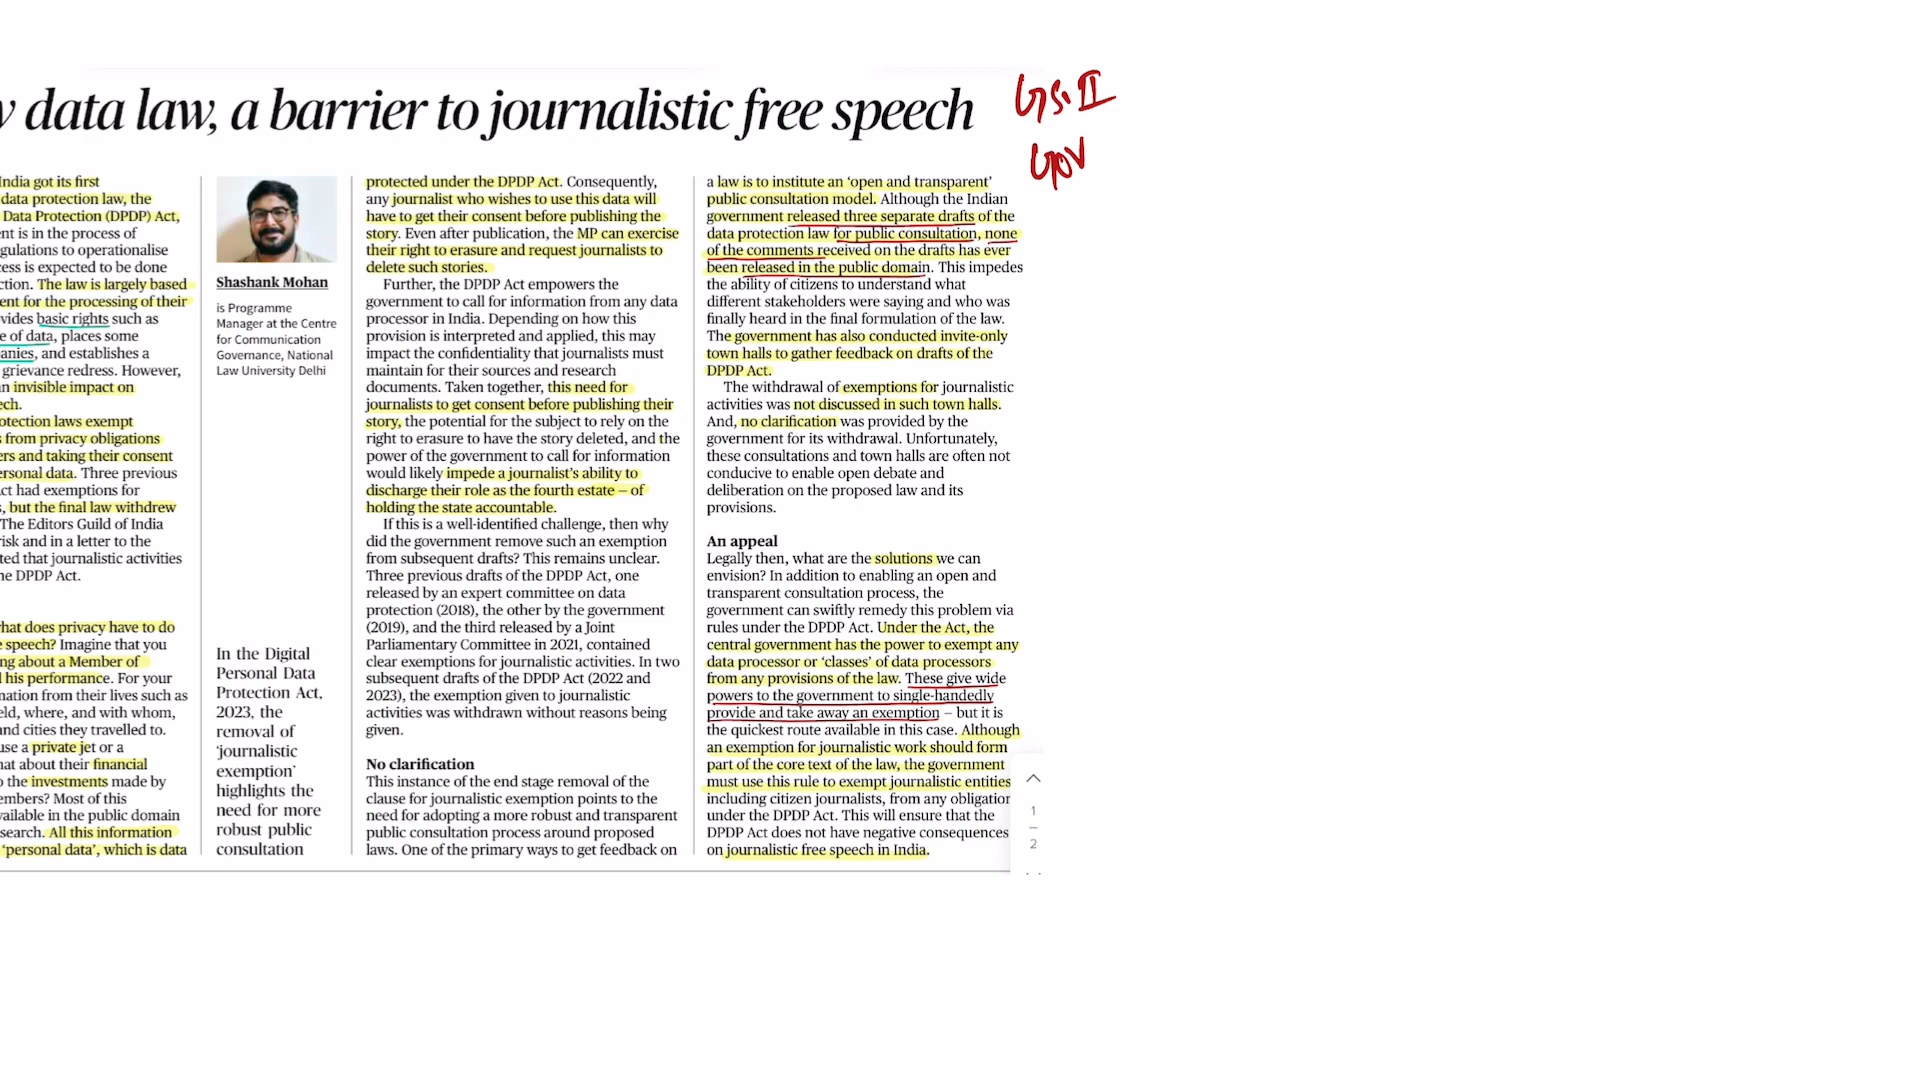 data law, a barrier to journalistic free speech
GS.II
GOV
India got its first
data protection law, the
Data Protection (DPDP) Act,
is in the process of
to operationalise
is expected to be done
The law is largely based
for the processing of their
basic rights such as
of data, places some
, and establishes a
grievance redress. However,
invisible impact on
laws exempt
from privacy obligations
and taking their consent
data. Three previous
had exemptions for
, but the final law withdrew
The Editors Guild of India
and in a letter to the
that journalistic activities
DPDP Act.
does privacy have to do
speech? Imagine that you
about a Member of
his performance. For your
from their lives such as
, where, and with whom,
and cities they travelled to.
private jet or a
about their financial
the investments made by
? Most of this
in the public domain
. All this information
'personal data', which is data
Shashank Mohan
is Programme
Manager at the Centre
for Communication
Governance, National
Law University Delhi
In the Digital
Personal Data
Protection Act,
2023, the
removal of
'journalistic
exemption'
highlights the
need for more
robust public
consultation
protected under the DPDP Act. Consequently,
any journalist who wishes to use this data will
have to get their consent before publishing the
story. Even after publication, the MP can exercise
their right to erasure and request journalists to
delete such stories.
Further, the DPDP Act empowers the
government to call for information from any data
processor in India. Depending on how this
provision is interpreted and applied, this may
impact the confidentiality that journalists must
maintain for their sources and research
documents. Taken together, this need for
journalists to get consent before publishing their
story, the potential for the subject to rely on the
right to erasure to have the story deleted, and the
power of the government to call for information
would likely impede a journalist's ability to
discharge their role as the fourth estate – of
holding the state accountable.
If this is a well-identified challenge, then why
did the government remove such an exemption
from subsequent drafts? This remains unclear.
Three previous drafts of the DPDP Act, one
released by an expert committee on data
protection (2018), the other by the government
(2019), and the third released by a Joint
Parliamentary Committee in 2021, contained
clear exemptions for journalistic activities. In two
subsequent drafts of the DPDP Act (2022 and
2023), the exemption given to journalistic
activities was withdrawn without reasons being
given.
No clarification
This instance of the end stage removal of the
clause for journalistic exemption points to the
need for adopting a more robust and transparent
public consultation process around proposed
laws. One of the primary ways to get feedback on
a law is to institute an 'open and transparent'
public consultation model. Although the Indian
government released three separate drafts of the
data protection law for public consultation, none
of the comments received on the drafts has ever
been released in the public domain. This impedes
the ability of citizens to understand what
different stakeholders were saying and who was
finally heard in the final formulation of the law.
The government has also conducted invite-only
town halls to gather feedback on drafts of the
DPDP Act.
The withdrawal of exemptions for journalistic
activities was not discussed in such town halls.
And, no clarification was provided by the
government for its withdrawal. Unfortunately,
these consultations and town halls are often not
conducive to enable open debate and
deliberation on the proposed law and its
provisions.
An appeal
Legally then, what are the solutions we can
envision? In addition to enabling an open and
transparent consultation process, the
government can swiftly remedy this problem via
rules under the DPDP Act. Under the Act, the
central government has the power to exempt any
data processor or 'classes' of data processors
from any provisions of the law. These give wide
powers to the government to single-handedly
provide and take away an exemption – but it is
the quickest route available in this case. Although
an exemption for journalistic work should form
part of the core text of the law, the government
must use this rule to exempt journalistic entities
including citizen journalists, from any obligation
under the DPDP Act. This will ensure that the
DPDP Act does not have negative consequences
on journalistic free speech in India.
1
2